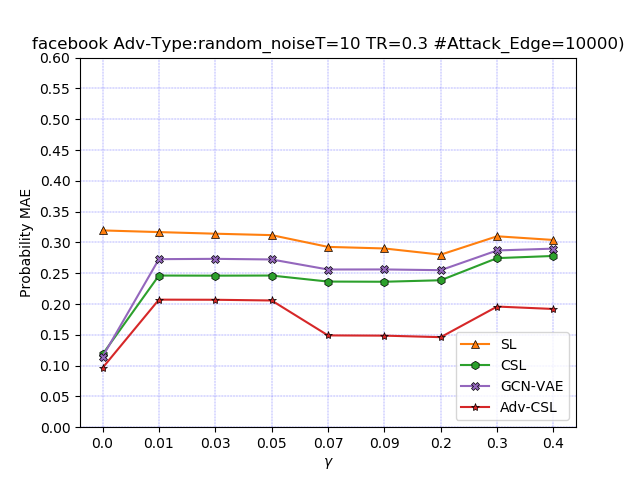 facebook Adv-Type:random_noiseT=10 TR=0.3 #Attack_Edge=10000)
0.60
0.55
0.50
0.45
0.40
0.35
0.30
0.25
0.20
0.15
0.10
0.05
0.00
Probability MAE
SL
CSL
GCN-VAE
Adv-CSL
0.0 0.01 0.03 0.05 0.07 0.09 0.2 0.3 0.4
γ